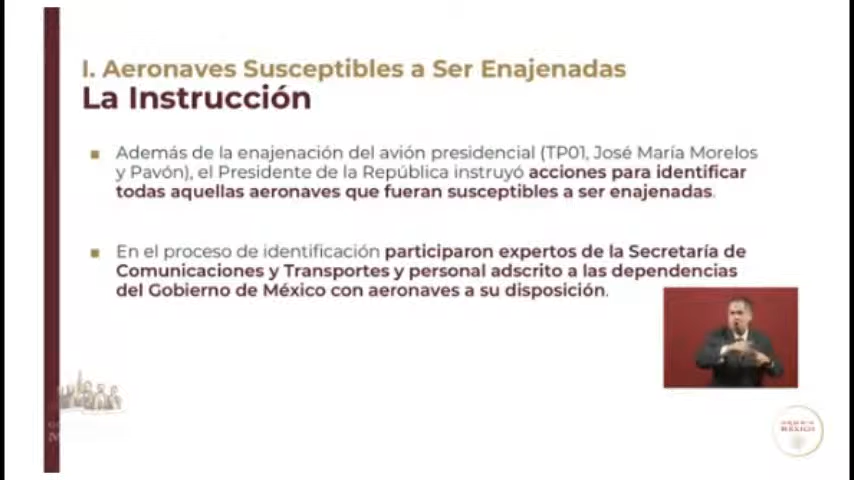 I. Aeronaves Susceptibles a Ser Enajenadas
La Instrucción
Además de la enajenación del avión presidencial (TP01, José María Morelos
y Pavón), el Presidente de la República instruyó acciones para identificar
todas aquellas aeronaves que fueran susceptibles a ser enajenadas.
En el proceso de identificación participaron expertos de la Secretaría de
Comunicaciones y Transportes y personal adscrito a las dependencias
del Gobierno de México con aeronaves a su disposición.
MÉXICO